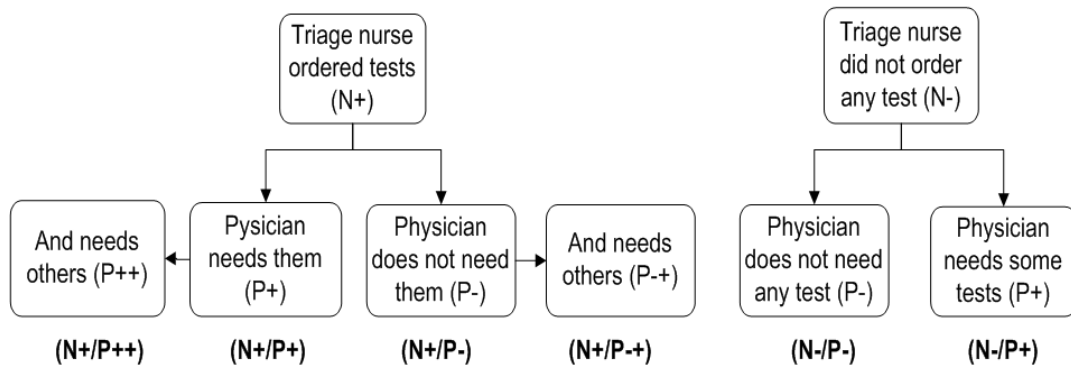 Triage nurse
ordered tests
(N+)
Triage nurse
did not order
any test (N-)
And needs
others (P++)
Pysician
needs them
(P+)
Physician
does not need
them (P-)
And needs
others (P-+)
Physician
does not need
any test (P-)
Physician
needs some
tests (P+)
(N+/P++)
(N+/P+)
(N+/P-)
(N+/P-+)
(N-/P-)
(N-/P+)